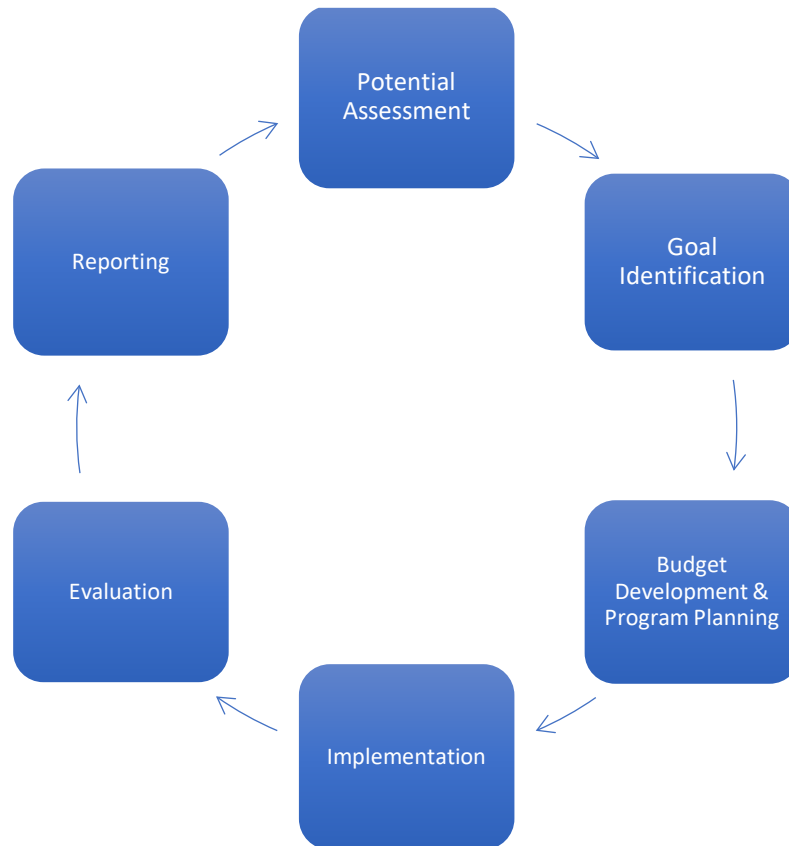 Potential
Assessment
Goal
Identification
Budget
Development &
Program Planning
Implementation
Evaluation
Reporting